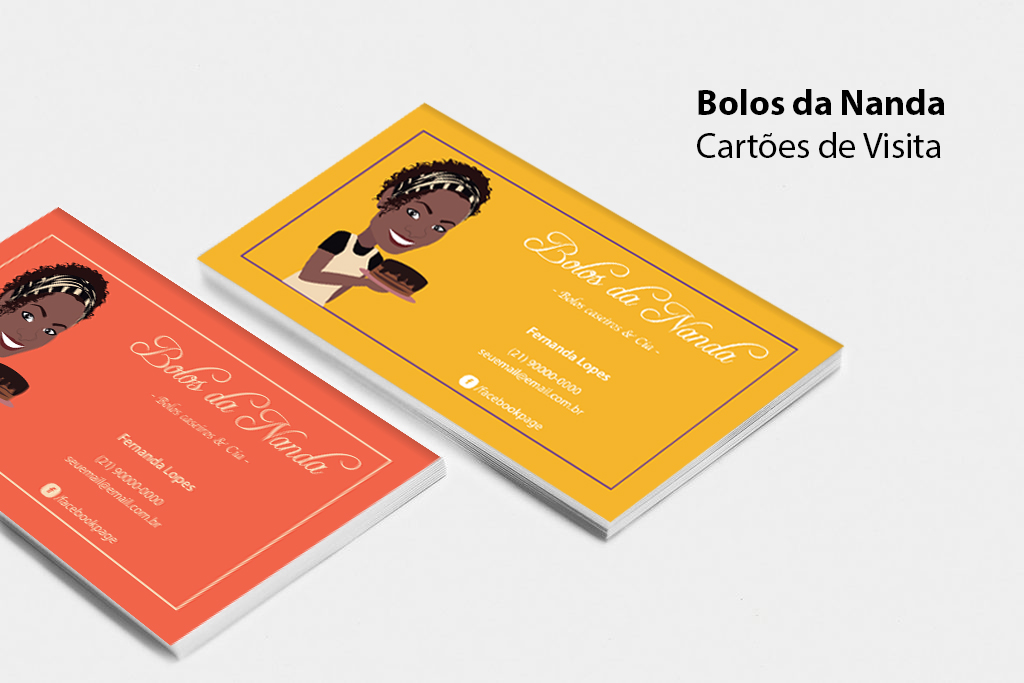 Bolos da Nanda
Cartões de Visita
Bolos da Nanda
- Bolos caseiros & Cia -
Fernanda Lopes
(21) 90000-0000
seuemail@email.com.br
f /facebookpage
Bolos da Nanda
- Bolos caseiros & Cia -
Fernanda Lopes
(21) 90000-0000
seuemail@email.com.br
f /facebookpage